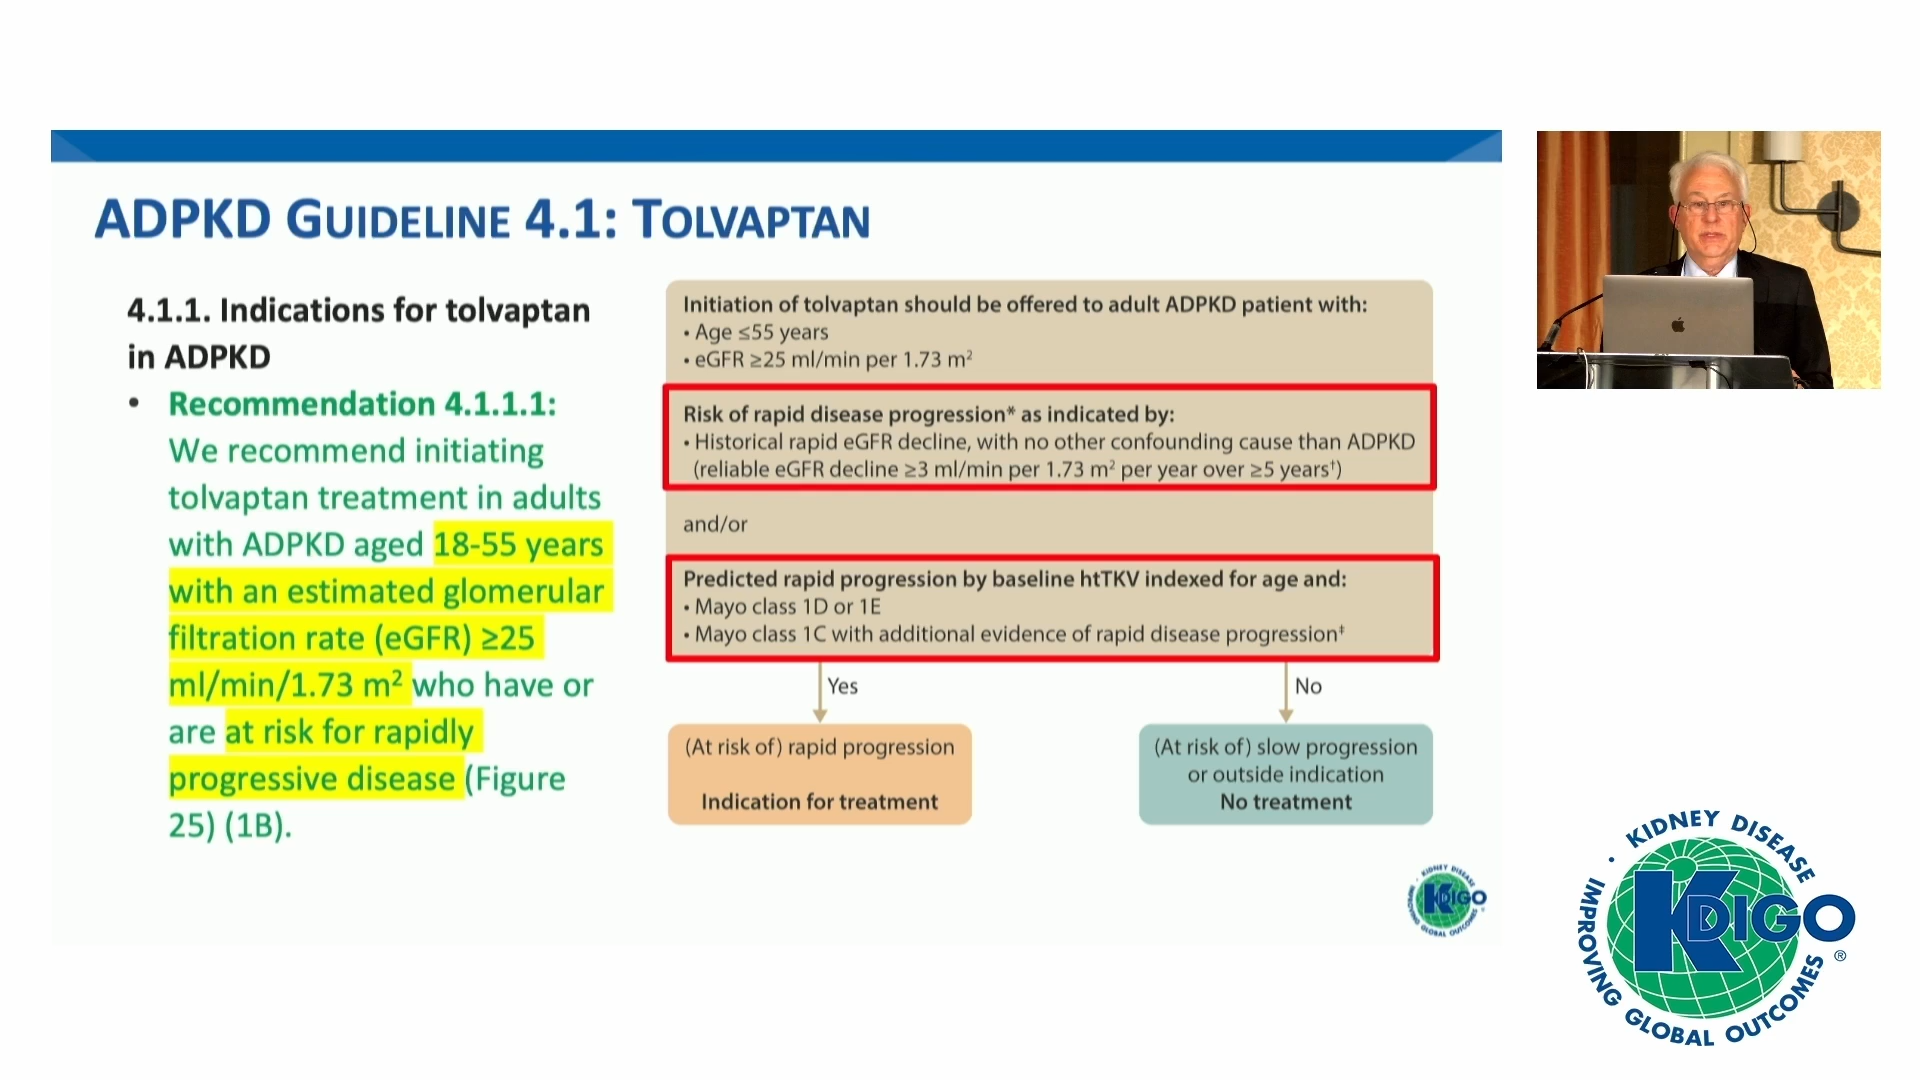 ADPKD GUIDELINE 4.1: TOLVAPTAN
4.1.1. Indications for tolvaptan
in ADPKD
• Recommendation 4.1.1.1:
We recommend initiating
tolvaptan treatment in adults
with ADPKD aged 18-55 years
with an estimated glomerular
filtration rate (eGFR) ≥25
ml/min/1.73 m² who have or
are at risk for rapidly
progressive disease (Figure
25) (1B).
Initiation of tolvaptan should be offered to adult ADPKD patient with:
• Age ≤55 years
• eGFR ≥25 ml/min per 1.73 m²
Risk of rapid disease progression* as indicated by:
• Historical rapid eGFR decline, with no other confounding cause than ADPKD
(reliable eGFR decline ≥3 ml/min per 1.73 m² per year over ≥5 years†)
and/or
Predicted rapid progression by baseline htTKV indexed for age and:
• Mayo class 1D or 1E
• Mayo class 1C with additional evidence of rapid disease progression‡
Yes
No
(At risk of) rapid progression
Indication for treatment
(At risk of) slow progression
or outside indication
No treatment
KIDNEY DISEASE
KDIGO
IMPROVING GLOBAL OUTCOMES
· KIDNEY DISEASE
IMPROVING GLOBAL OUTCOMES
KDIGO®